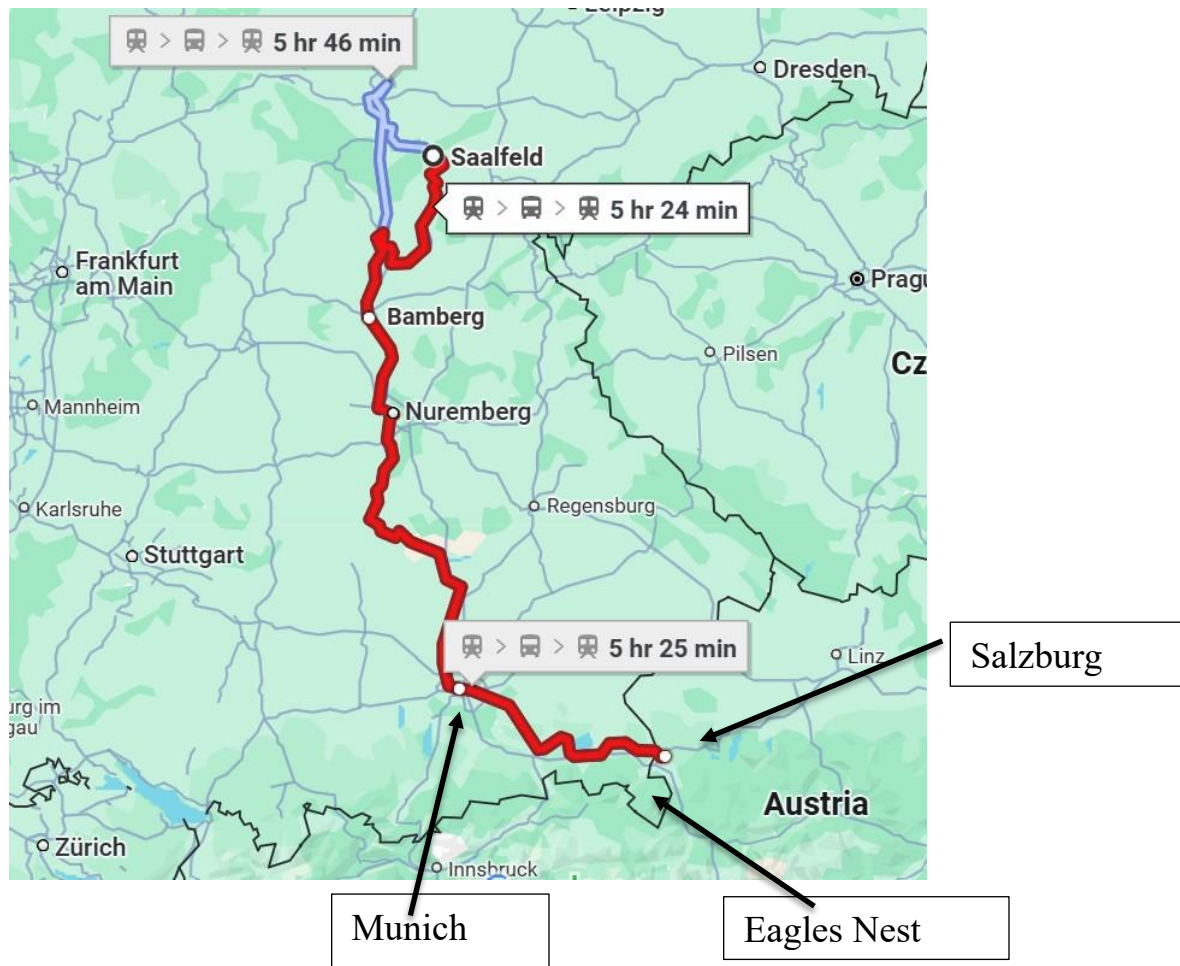 Leipzig
5 hr 46 min
Dresden
Saalfeld
5 hr 24 min
Frankfurt
am Main
Pragu
Bamberg
Pilsen
Cz
Mannheim
Nuremberg
Karlsruhe
Regensburg
Stuttgart
5 hr 25 min
Linz
Salzburg
urg im
gau
Austria
Zürich
Innsbruck
Munich
Eagles Nest